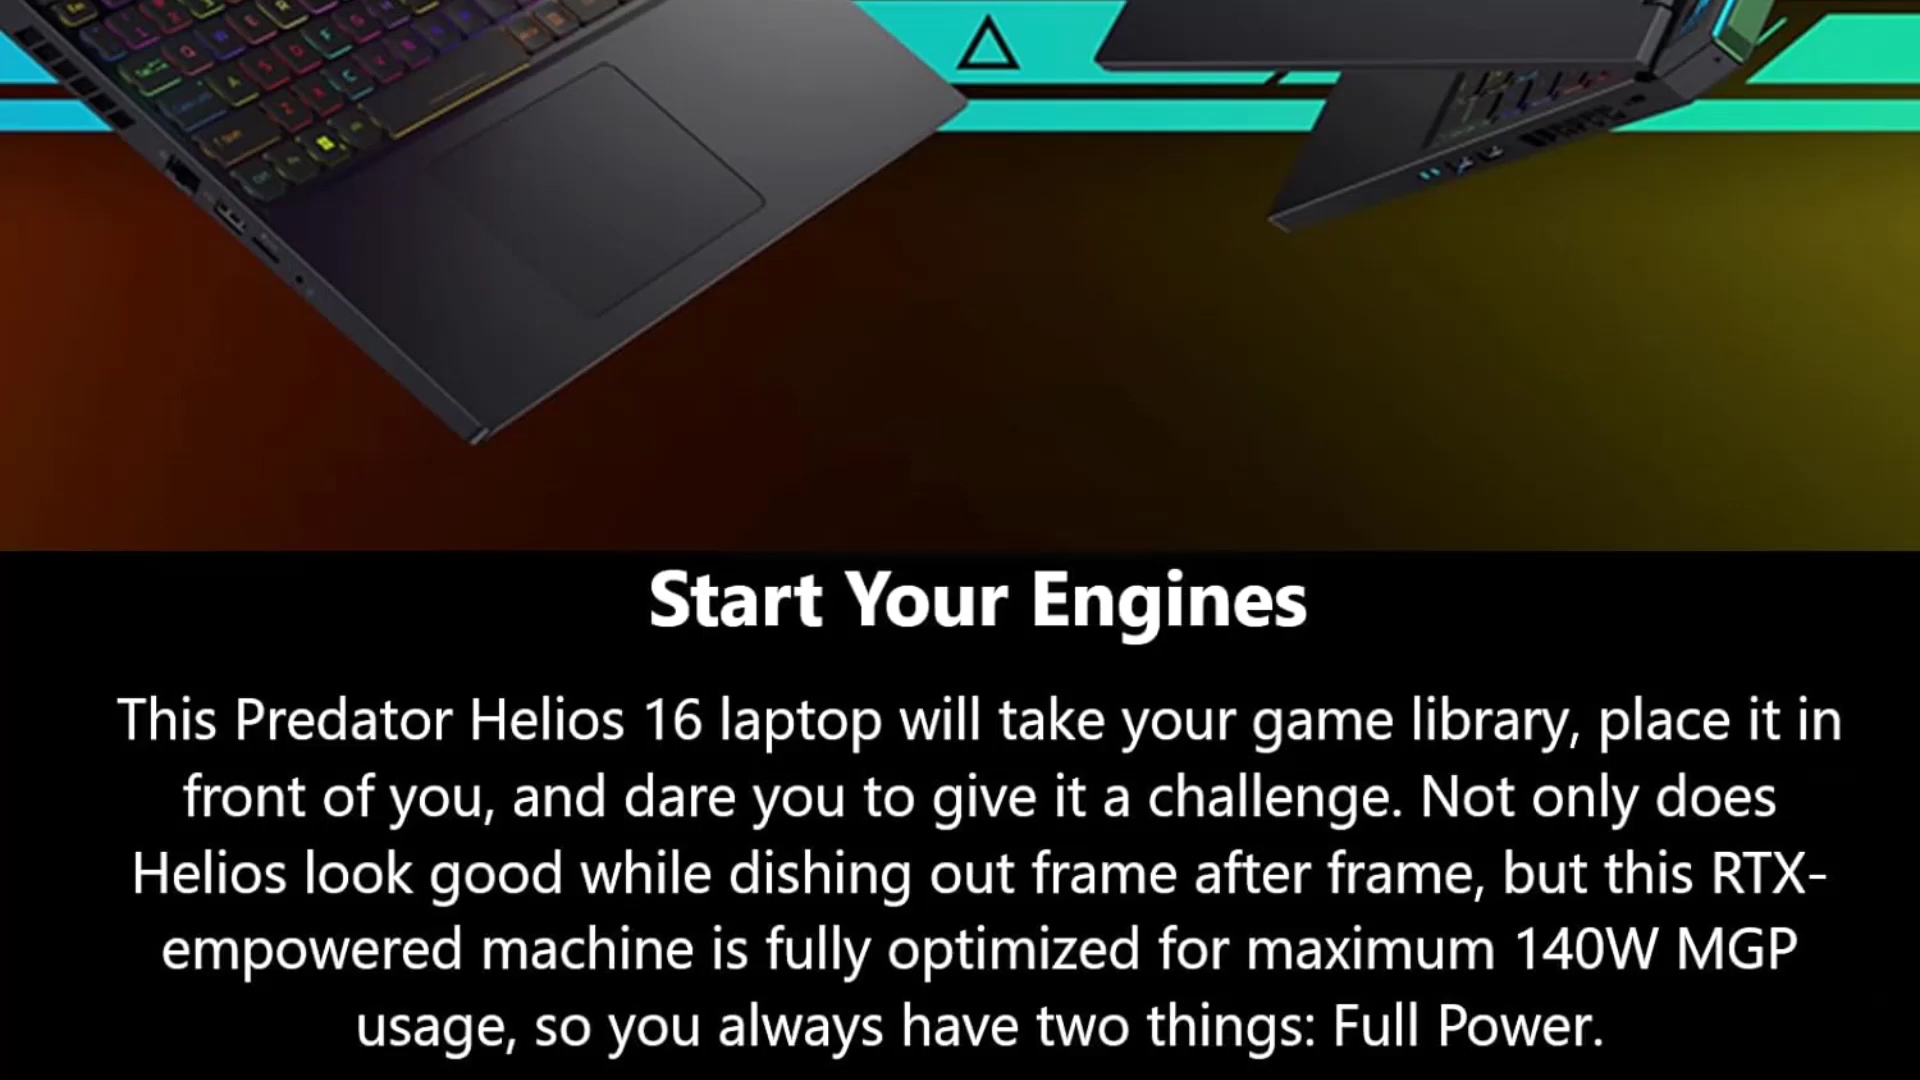 Start Your Engines
This Predator Helios 16 laptop will take your game library, place it in
front of you, and dare you to give it a challenge. Not only does
Helios look good while dishing out frame after frame, but this RTX-
empowered machine is fully optimized for maximum 140W MGP
usage, so you always have two things: Full Power.